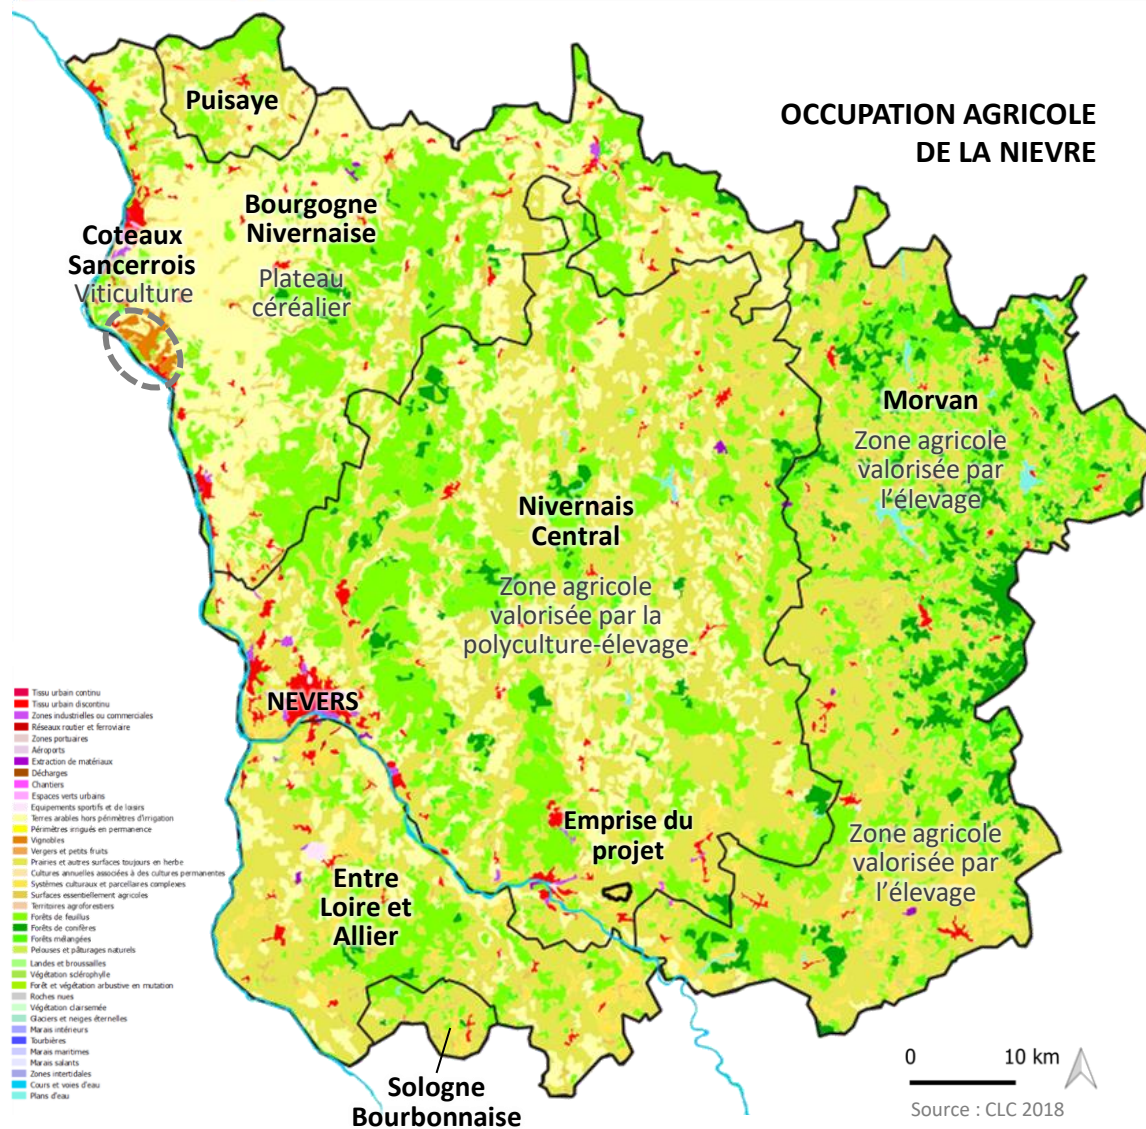 OCCUPATION AGRICOLE
DE LA NIEVRE
Puisaye
Bourgogne
Nivernaise
Plateau
céréalier
Coteaux
Sancerrois
Viticulture
Morvan
Zone agricole
valorisée par
l'élevage
Nivernais
Central
Zone agricole
valorisée par la
polyculture-élevage
NEVERS
Emprise du
projet
Zone agricole
valorisée par
l'élevage
Entre
Loire et
Allier
Sologne
Bourbonnaise
Tissu urbain continu
Tissu urbain discontinu
Zones industrielles ou commerciales
Réseaux routier et ferroviaire
Zones portuaires
Aéroports
Extraction de matériaux
Décharges
Chantiers
Espaces verts urbains
Equipements sportifs et de loisirs
Terres arables hors périmètres d'irrigation
Périmètres irrigués en permanence
Vignobles
Vergers et petits fruits
Prairies et autres surfaces toujours en herbe
Cultures annuelles associées à des cultures permanentes
Systèmes culturaux et parcellaires complexes
Surfaces essentiellement agricoles
Territoires agroforestiers
Forêts de feuillus
Forêts de conifères
Forêts mélangées
Pelouses et pâturages naturels
Landes et broussailles
Végétation sclérophylle
Forêt et végétation arbustive en mutation
Roches nues
Végétation clairsemée
Glaciers et neiges éternelles
Marais intérieurs
Tourbières
Marais maritimes
Marais salants
Zones intertidales
Cours et voies d'eau
Plans d'eau
0 10 km
Source : CLC 2018